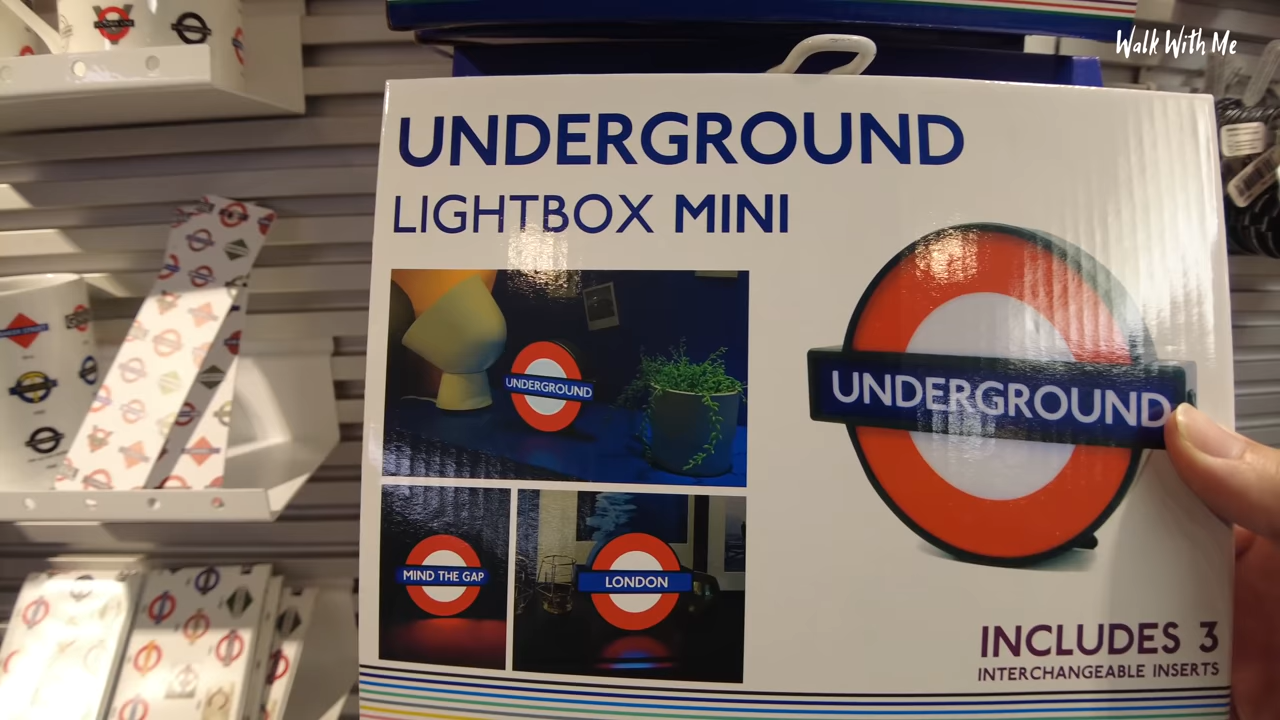 Walk With Me
UNDERGROUND
LIGHTBOX MINI
UNDERGROUND
UNDERGROUND
MIND THE GAP
LONDON
INCLUDES 3
INTERCHANGEABLE INSERTS